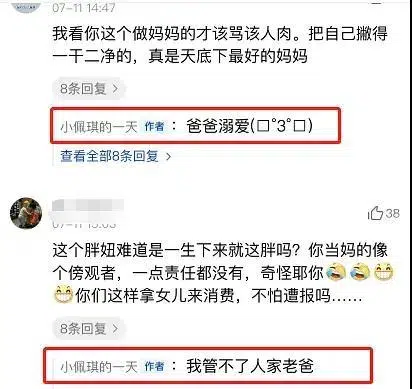 07-11 14:47
我看你这个做妈妈的才该骂该人肉。把自己撇得
一干二净的,真是天底下最好的妈妈
8条回复 >
小佩琪的一天 作者 : 爸爸溺爱(□˚3˚□)
查看全部8条回复 >
38
07-11 15:03
这个胖妞难道是一生下来就这胖吗?你当妈的像
个傍观者,一点责任都没有,奇怪耶你🤣🤣😁
😁你们这样拿女儿来消费,不怕遭报吗……
8条回复 >
小佩琪的一天 作者 : 我管不了人家老爸